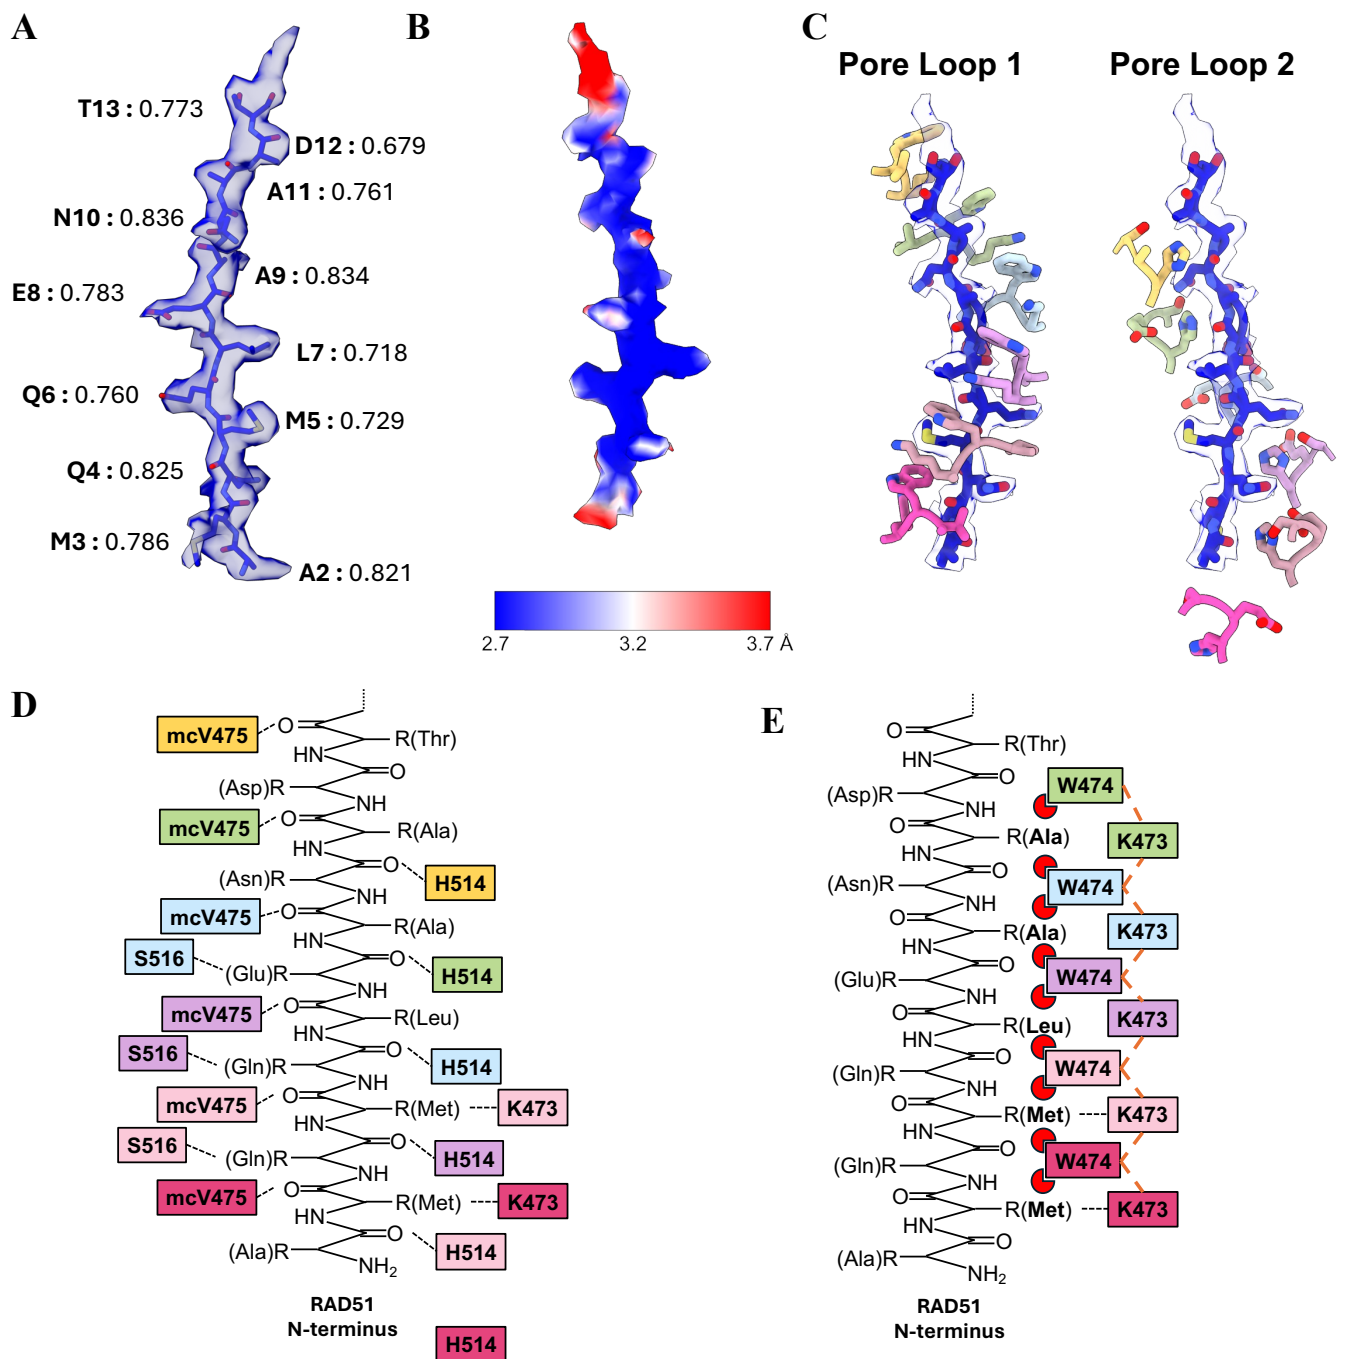 A
T13 : 0.773
D12 : 0.679
A11 : 0.761
N10 : 0.836
A9 : 0.834
E8 : 0.783
L7 : 0.718
Q6 : 0.760
M5 : 0.729
Q4 : 0.825
M3 : 0.786
A2 : 0.821
B
2.7
3.2
3.7 Å
C
Pore Loop 1
Pore Loop 2
D
mcV475
O
R(Thr)
HN
O
(Asp)R
NH
mcV475
O
R(Ala)
HN
O
H514
(Asn)R
NH
mcV475
O
R(Ala)
HN
S516
O
(Glu)R
H514
NH
mcV475
O
R(Leu)
HN
S516
O
(Gln)R
H514
NH
mcV475
O
R(Met)
K473
HN
S516
O
(Gln)R
H514
NH
mcV475
O
R(Met)
K473
HN
O
(Ala)R
H514
NH2
RAD51
N-terminus
H514
E
O
R(Thr)
HN
O
W474
(Asp)R
NH
O
R(Ala)
K473
HN
O
W474
(Asn)R
NH
O
R(Ala)
K473
HN
O
W474
(Glu)R
NH
O
R(Leu)
K473
HN
O
W474
(Gln)R
NH
O
R(Met)
K473
HN
O
W474
(Gln)R
NH
O
R(Met)
K473
HN
O
(Ala)R
NH2
RAD51
N-terminus